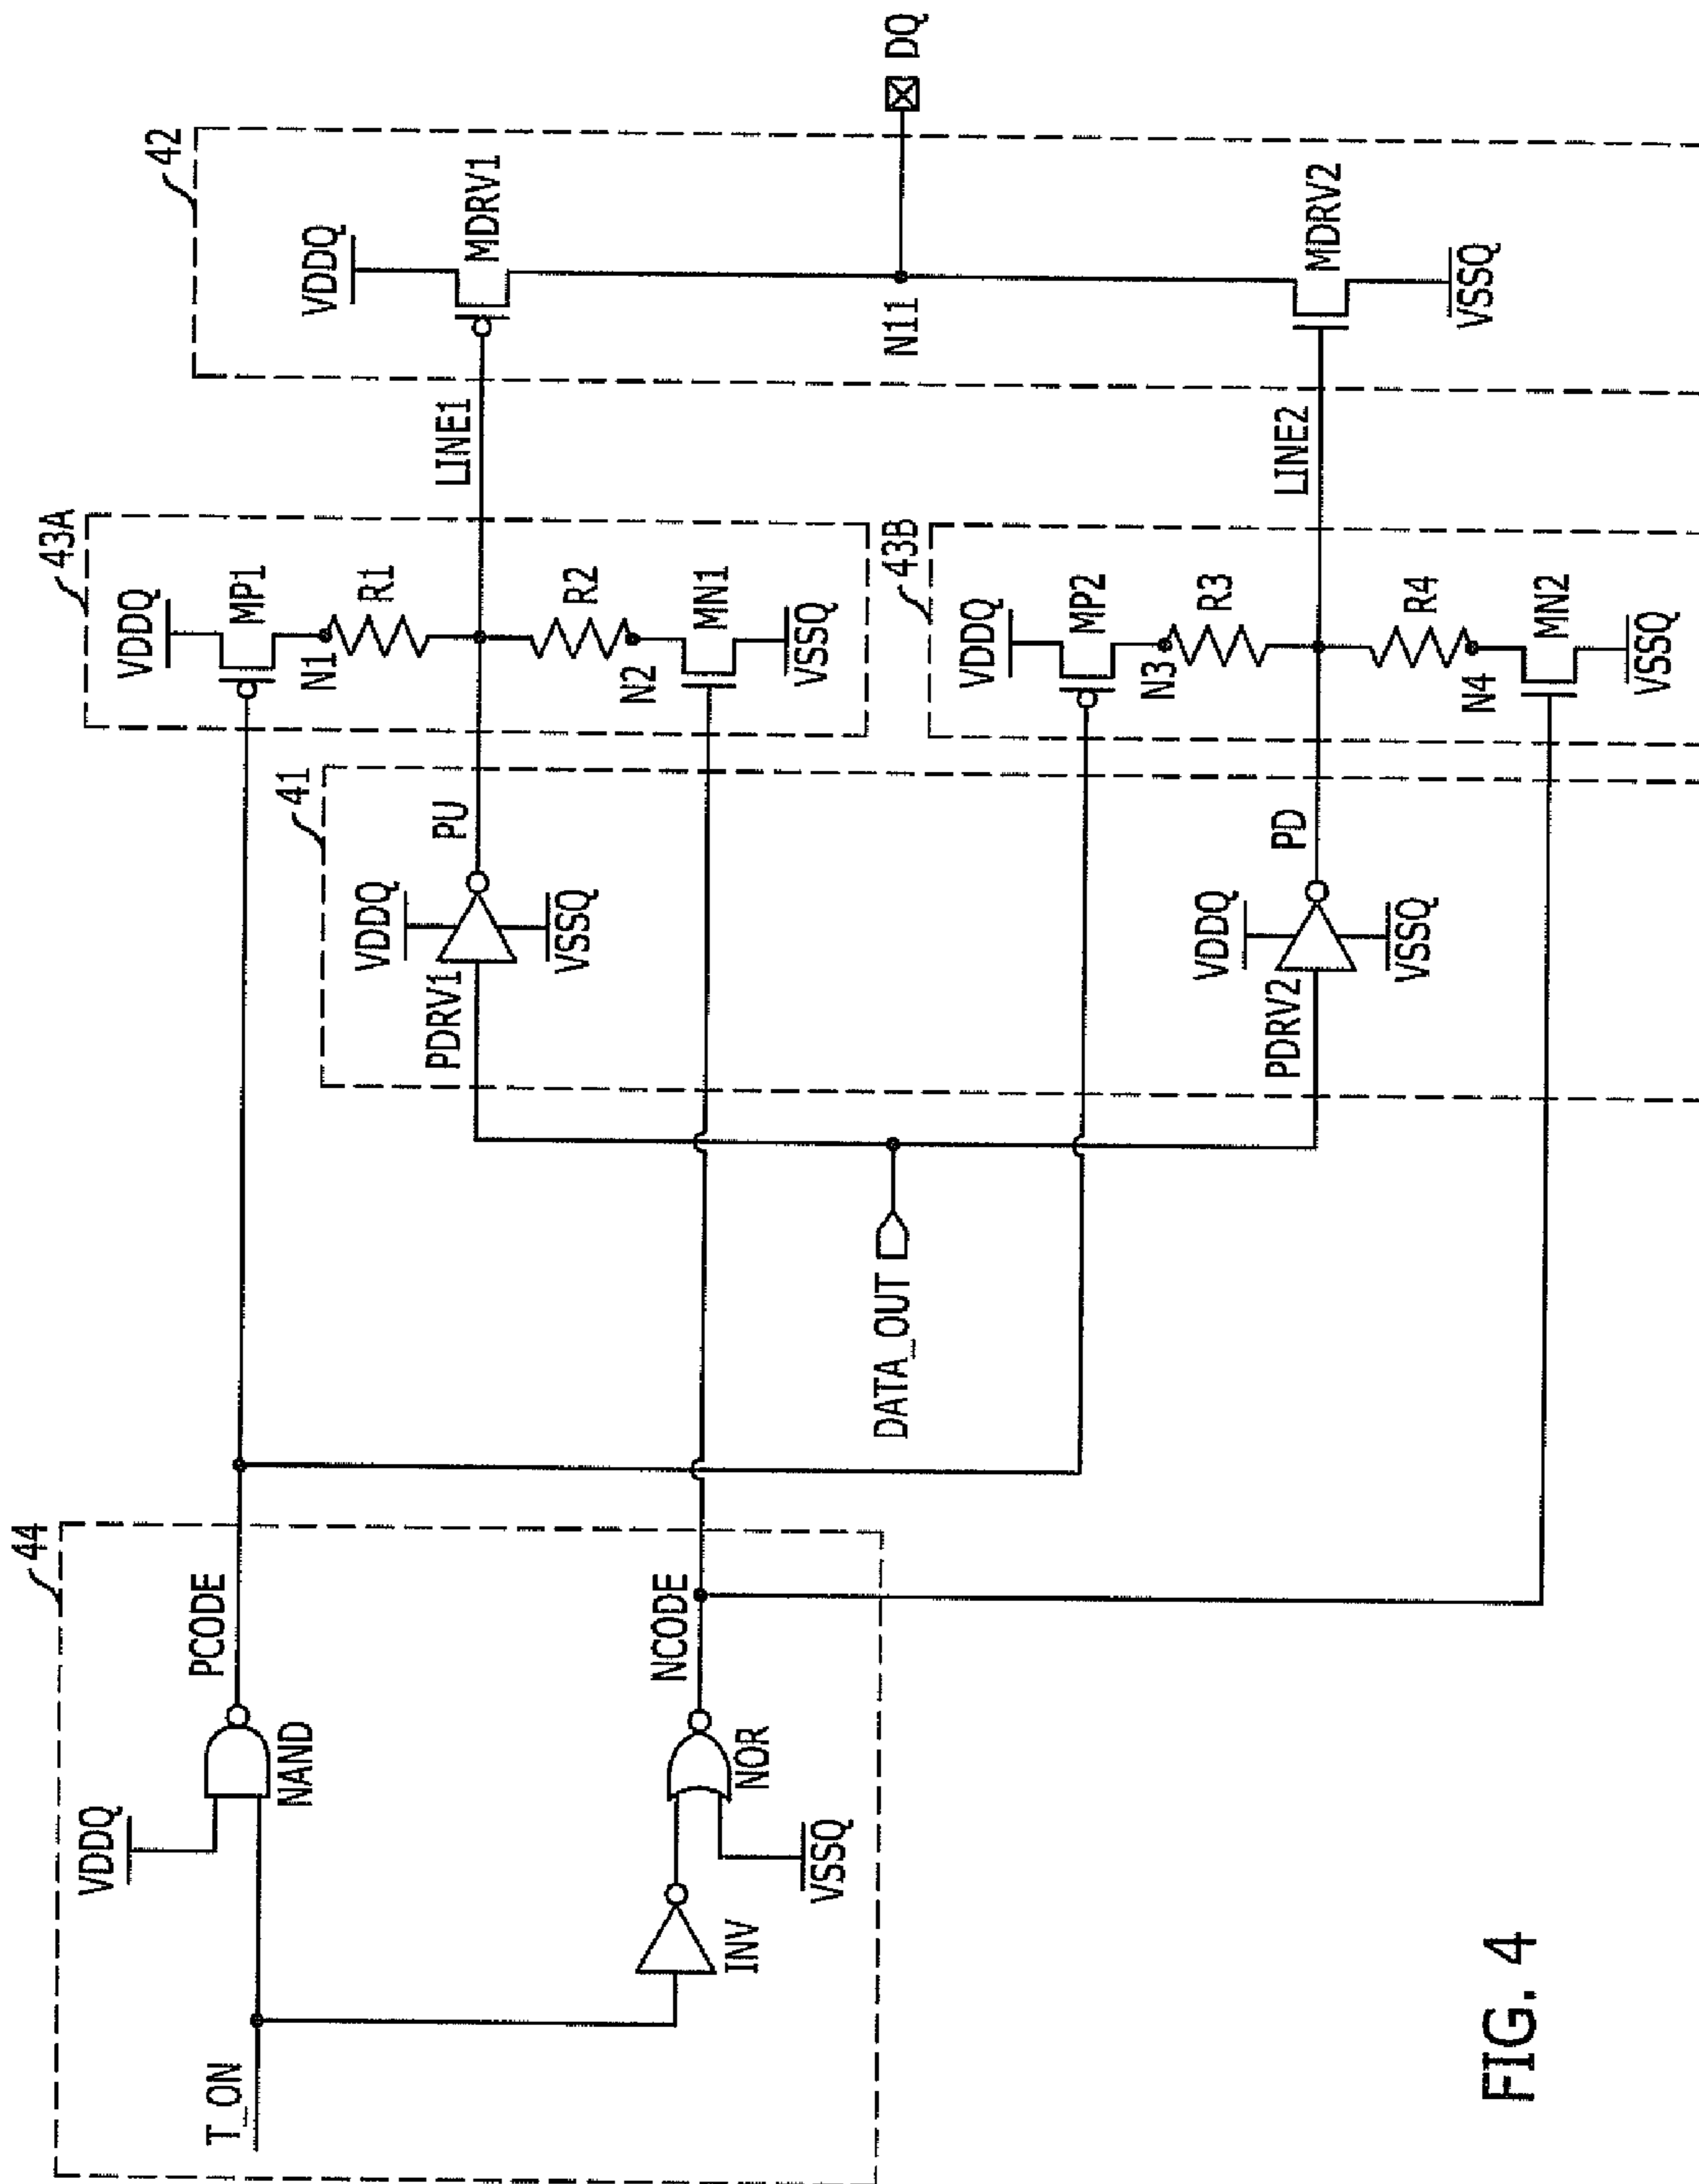 44
T_ON
VDDQ
NAND
PCODE
INV
VSSQ
NOR
NCODE
DATA_OUT
41
VDDQ
PDRV1
PU
VSSQ
VDDQ
PDRV2
PD
VSSQ
43A
VDDQ
MP1
N1
R1
R2
N2
MN1
VSSQ
LINE1
43B
VDDQ
MP2
N3
R3
R4
N4
MN2
VSSQ
LINE2
42
VDDQ
MDRV1
N11
DQ
MDRV2
VSSQ
FIG. 4